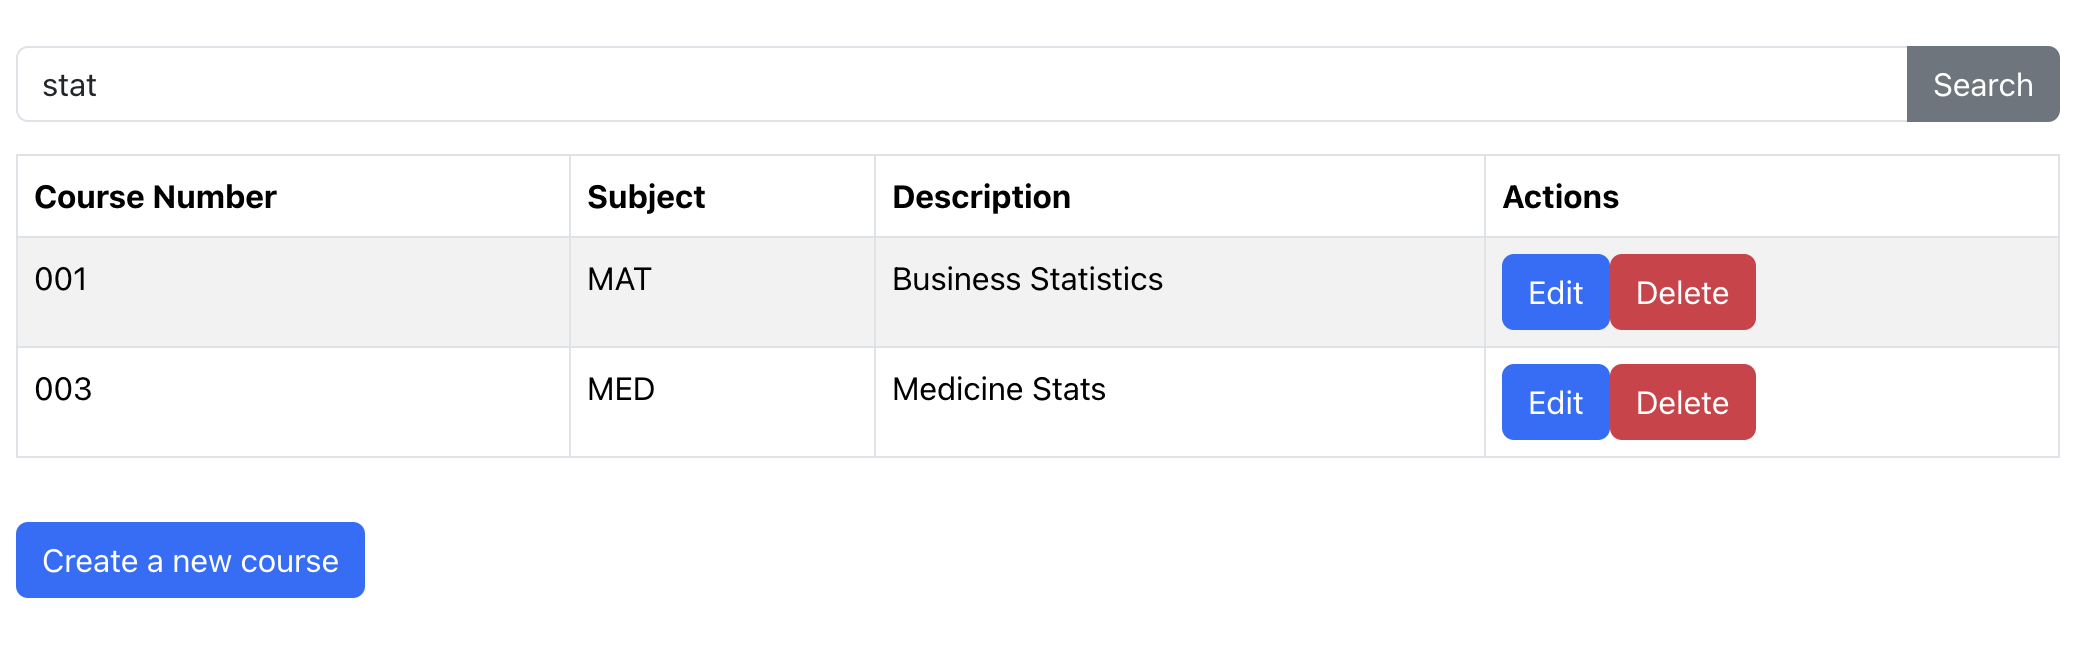 stat Search
Course Number Subject Description Actions
001 MAT Business Statistics Edit Delete
003 MED Medicine Stats Edit Delete
Create a new course